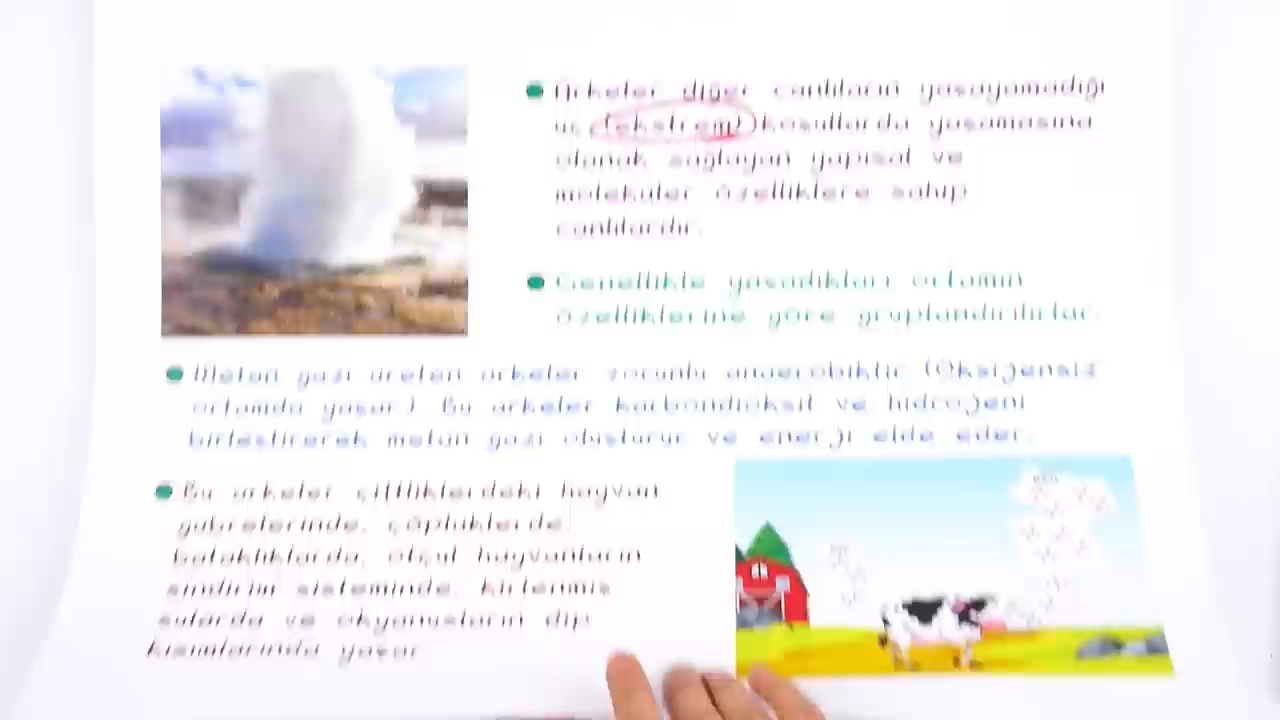 Arkeler diğer canlıların yaşayamadığı
uç (ekstrem) koşullarda yaşamasına
olanak sağlayan yapısal ve
moleküler özelliklere sahip
canlılardır.
Genellikle yaşadıkları ortamın
özelliklerine göre gruplandırılırlar.
Metan gazı üreten arkeler zorunlu anaerobiktir (Oksijensiz
ortamda yaşar). Bu arkeler karbondioksit ve hidrojeni
birleştirerek metan gazı oluşturur ve enerji elde eder.
Bu arkeler çiftliklerdeki hayvan
gübrelerinde, çöplüklerde
bataklıklarda, otçul hayvanların
sindirim sisteminde, kirlenmiş
sularda ve okyanusların dip
kısımlarında yaşar.